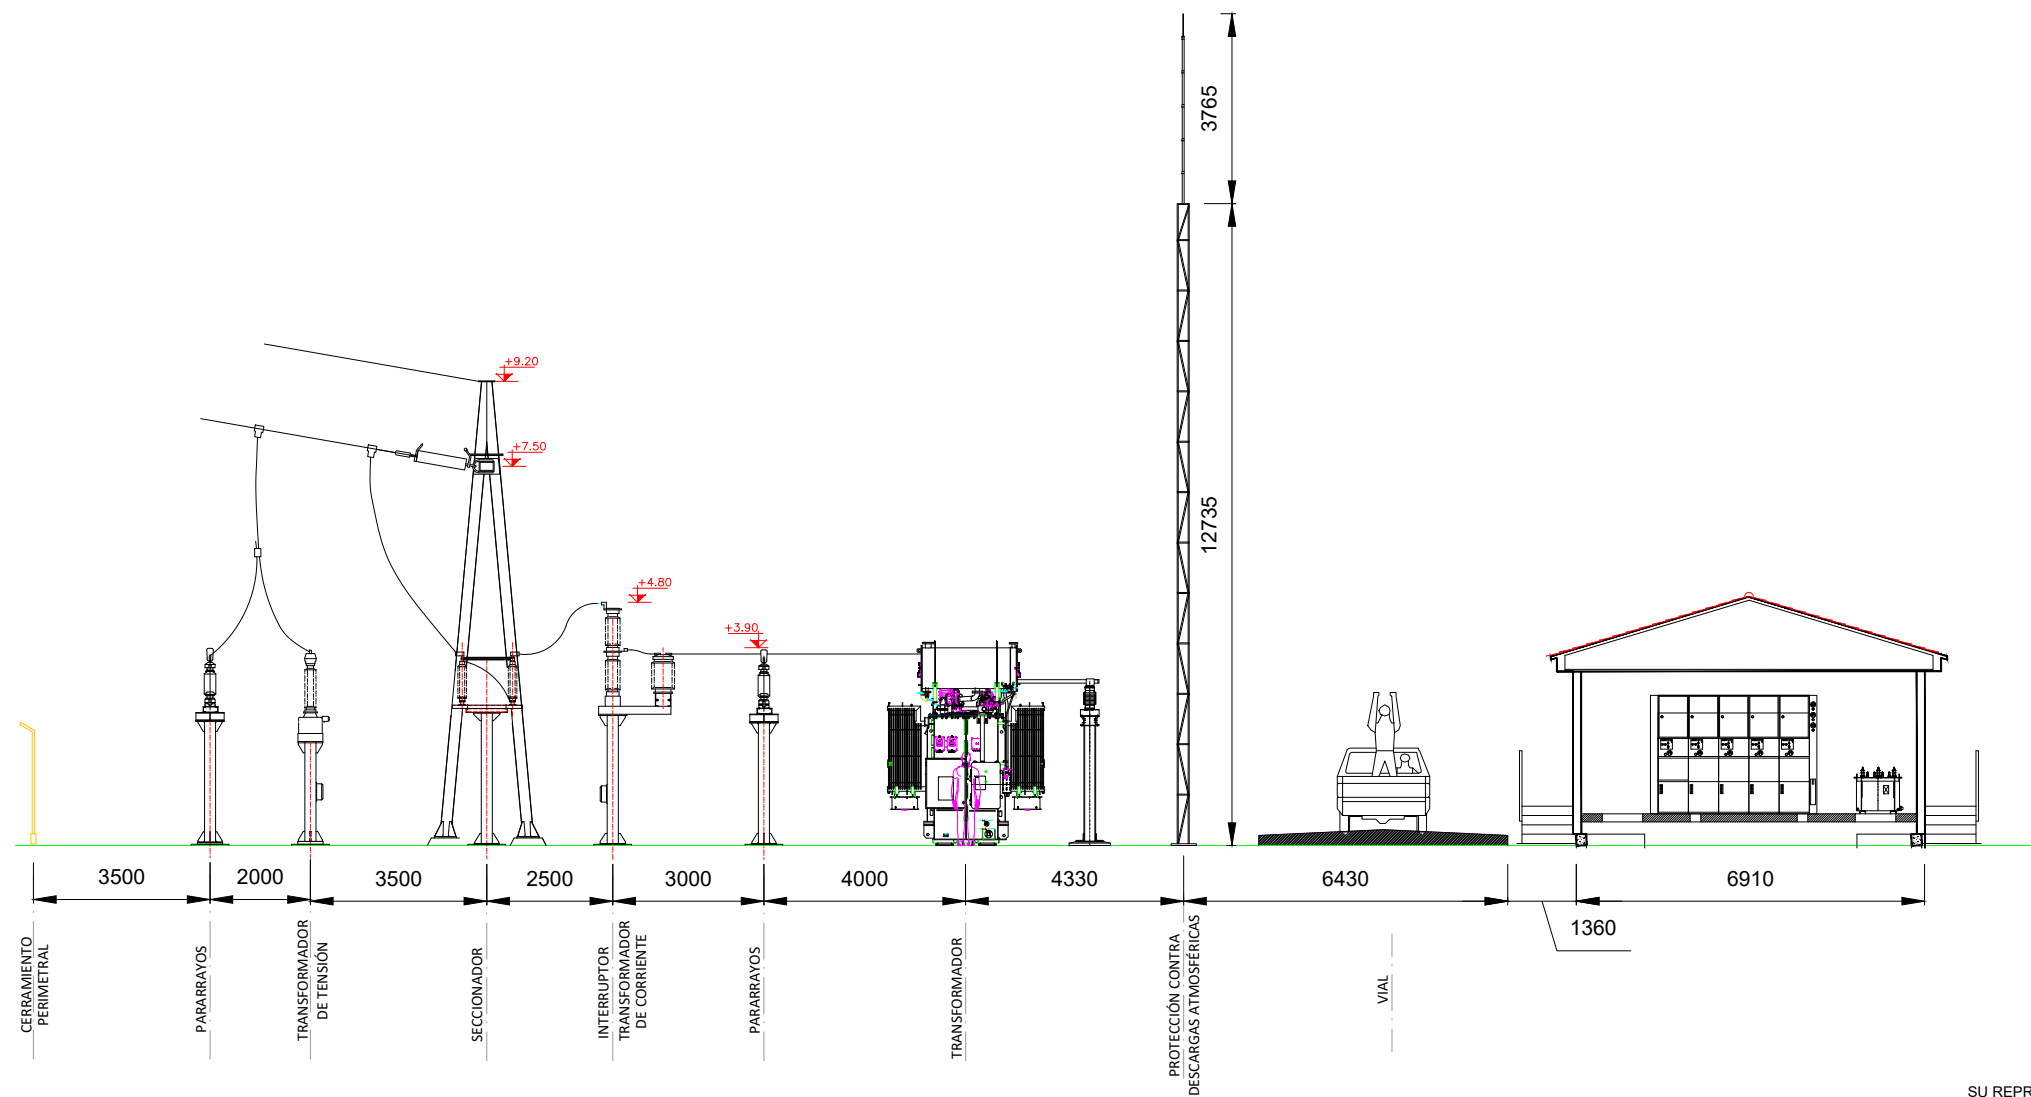 3765
12735
+9.20
+7.50
+4.80
+3.90
3500
2000
3500
2500
3000
4000
4330
6430
1360
6910
CERRAMIENTO
PERIMETRAL
PARARRAYOS
TRANSFORMADOR
DE TENSIÓN
SECCIONADOR
INTERRUPTOR
TRANSFORMADOR
DE CORRIENTE
PARARRAYOS
TRANSFORMADOR
PROTECCIÓN CONTRA
DESCARGAS ATMOSFÉRICAS
VIAL
SU REPR